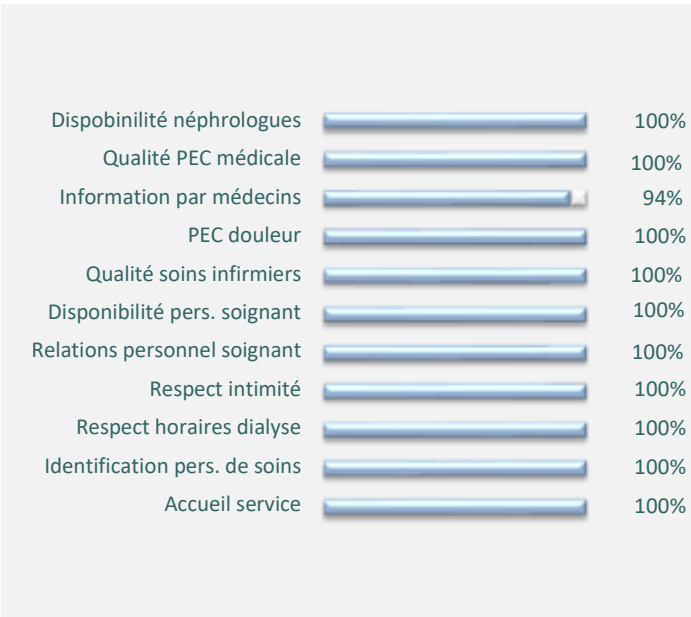 Dispobinilité néphrologues 100%
Qualité PEC médicale 100%
Information par médecins 94%
PEC douleur 100%
Qualité soins infirmiers 100%
Disponibilité pers. soignant 100%
Relations personnel soignant 100%
Respect intimité 100%
Respect horaires dialyse 100%
Identification pers. de soins 100%
Accueil service 100%